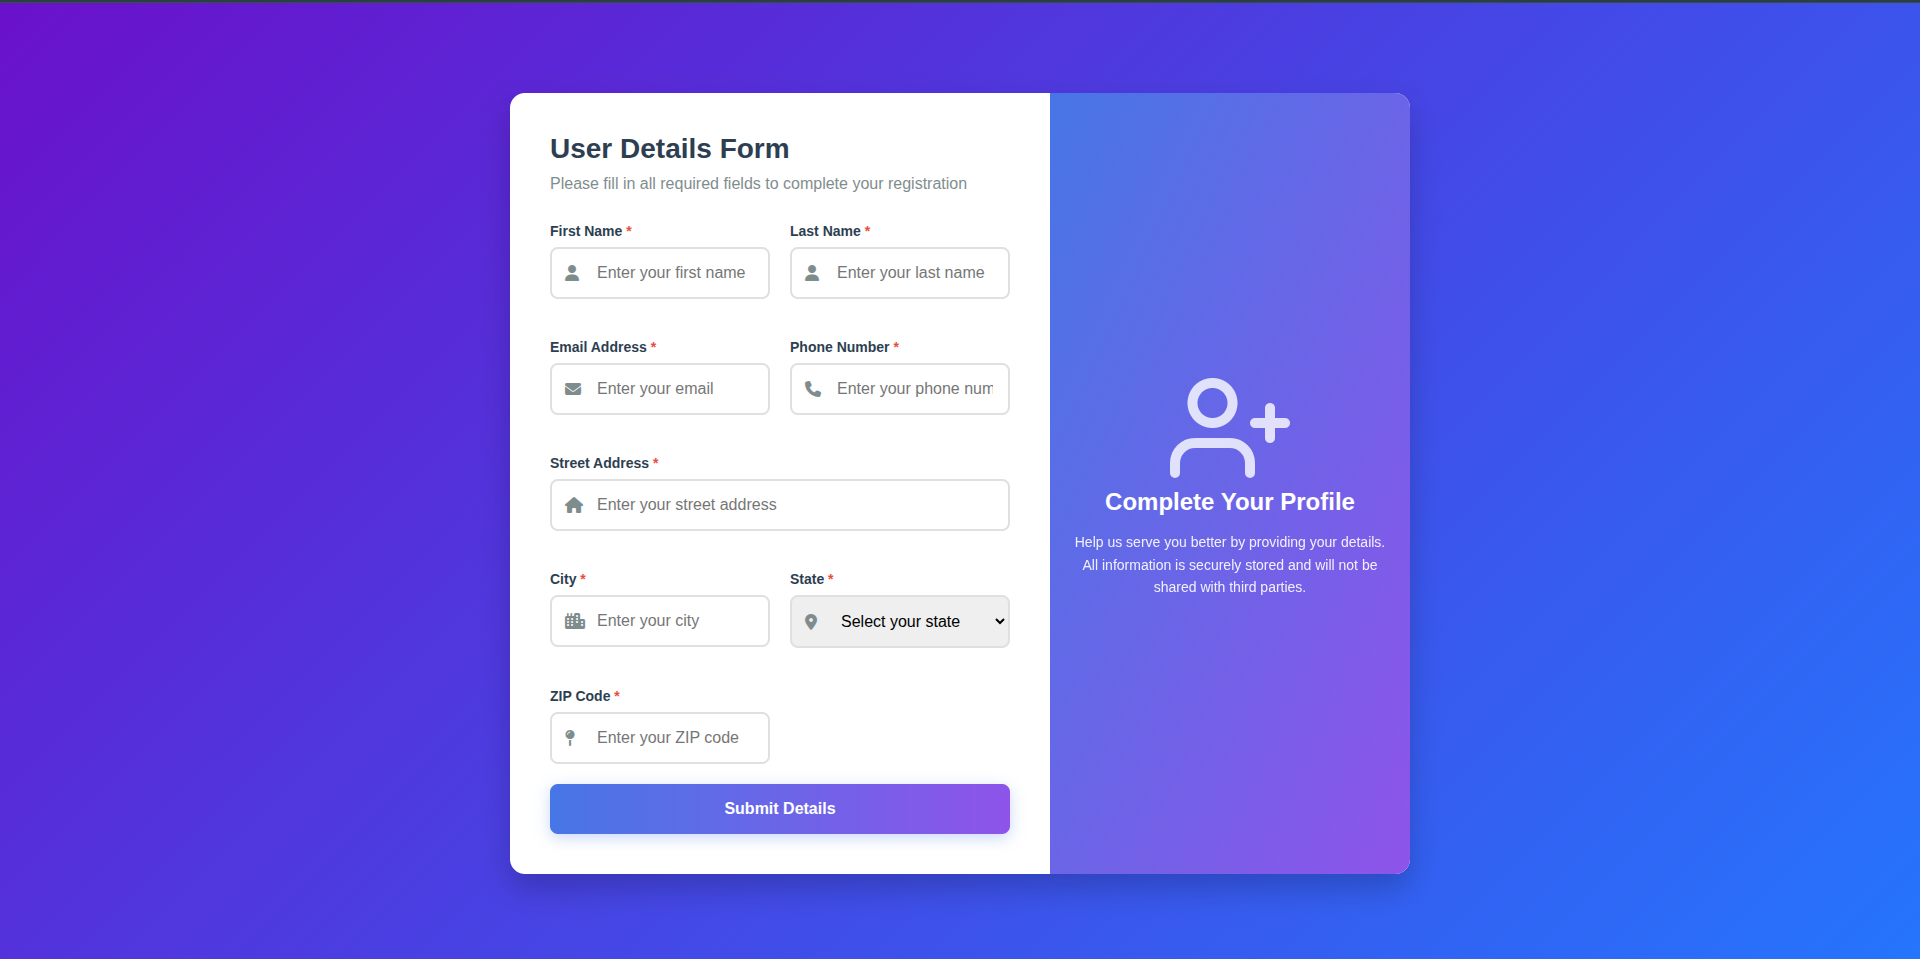 User Details Form
Please fill in all required fields to complete your registration
First Name *
Last Name *
Enter your first name
Enter your last name
Email Address *
Phone Number *
Enter your email
Enter your phone num
Street Address *
Enter your street address
City *
State *
Enter your city
Select your state
ZIP Code *
Enter your ZIP code
Submit Details
Complete Your Profile
Help us serve you better by providing your details.
All information is securely stored and will not be
shared with third parties.